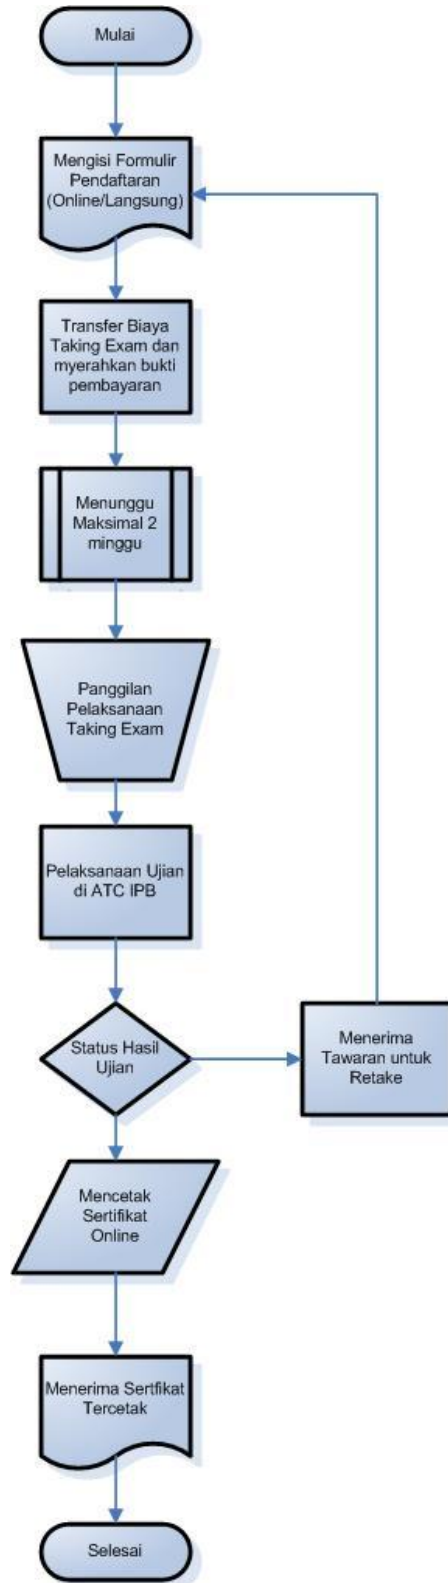 Mulai
Mengisi Formulir
Pendaftaran
(Online/Langsung)
Transfer Biaya
Taking Exam dan
myerahkan bukti
pembayaran
Menunggu
Maksimal 2
minggu
Panggilan
Pelaksanaan
Taking Exam
Pelaksanaan Ujian
di ATC IPB
Status Hasil
Ujian
Menerima
Tawaran untuk
Retake
Mencetak
Sertifikat
Online
Menerima Sertfikat
Tercetak
Selesai